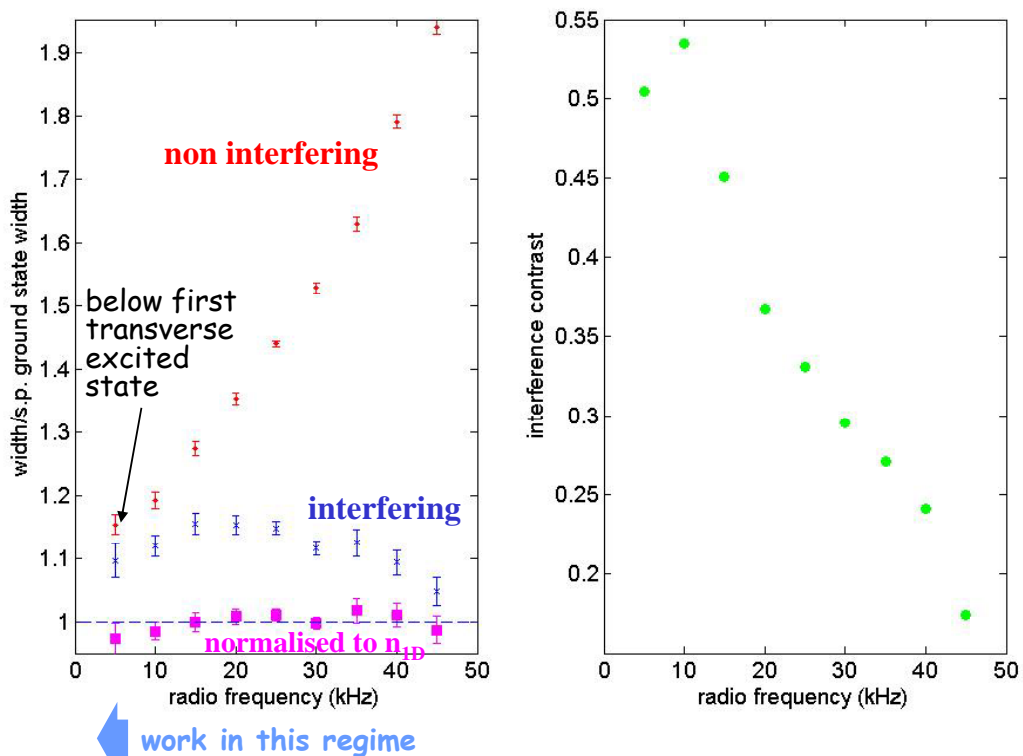 1.9
1.8
1.7
1.6
1.5
1.4
1.3
1.2
1.1
1
width/s.p. ground state width
non interfering
below first
transverse
excited
state
interfering
normalised to n1D
0 10 20 30 40 50
radio frequency (kHz)
work in this regime
0.55
0.5
0.45
0.4
0.35
0.3
0.25
0.2
interference contrast
0 10 20 30 40 50
radio frequency (kHz)